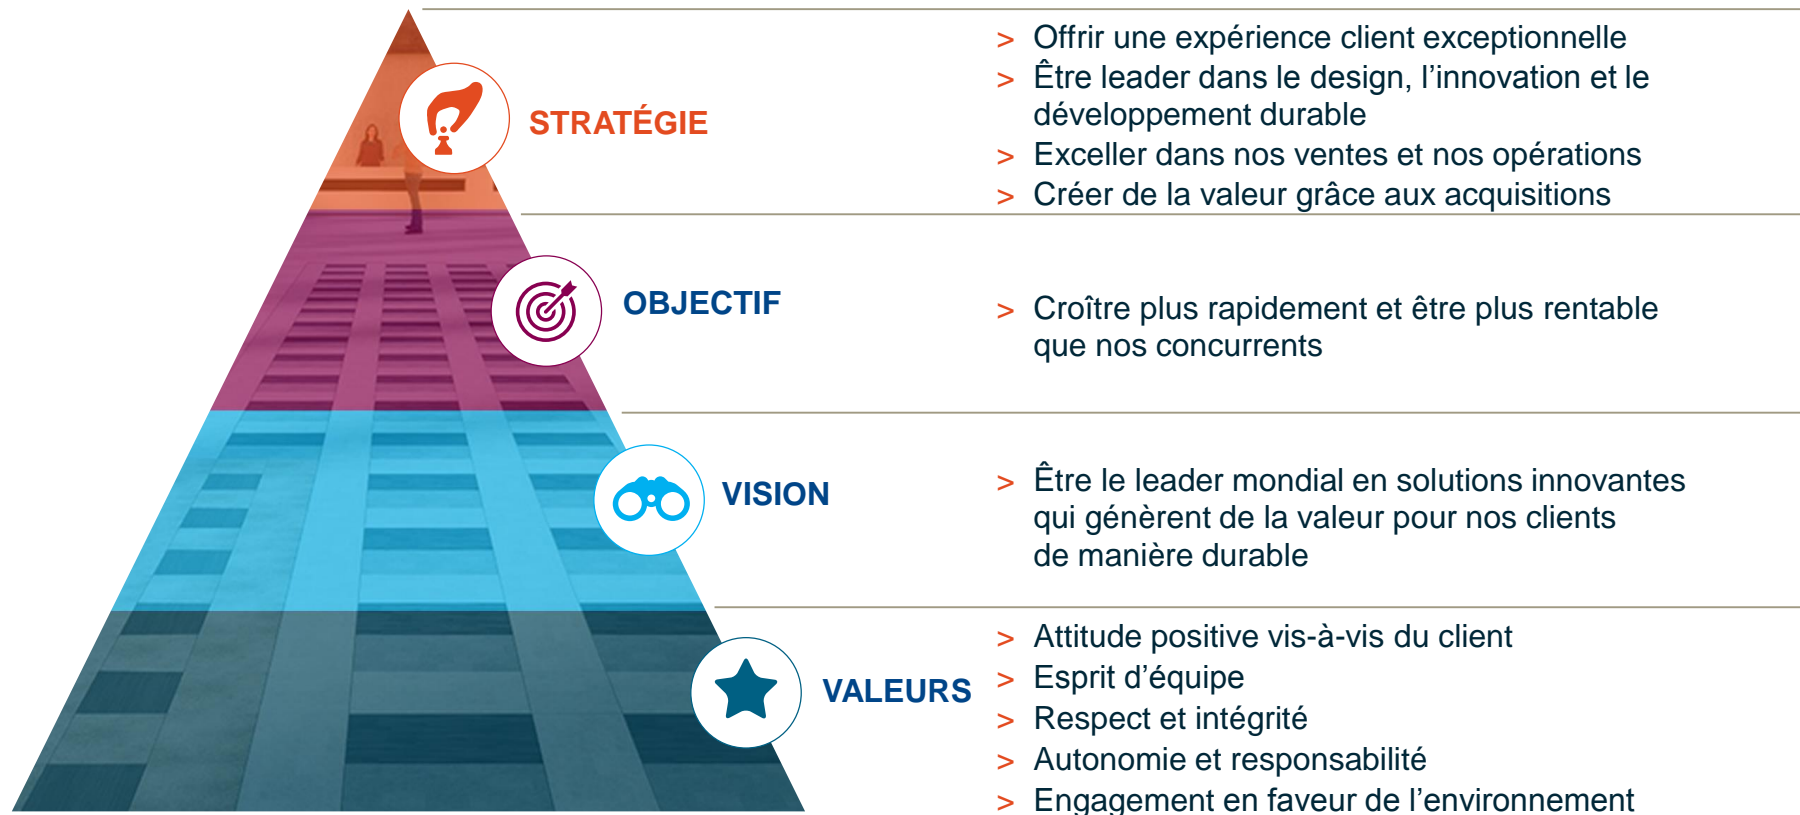 STRATÉGIE
> Offrir une expérience client exceptionnelle
> Être leader dans le design, l’innovation et le
développement durable
> Exceller dans nos ventes et nos opérations
> Créer de la valeur grâce aux acquisitions
OBJECTIF
> Croître plus rapidement et être plus rentable
que nos concurrents
VISION
> Être le leader mondial en solutions innovantes
qui génèrent de la valeur pour nos clients
de manière durable
VALEURS
> Attitude positive vis-à-vis du client
> Esprit d’équipe
> Respect et intégrité
> Autonomie et responsabilité
> Engagement en faveur de l’environnement